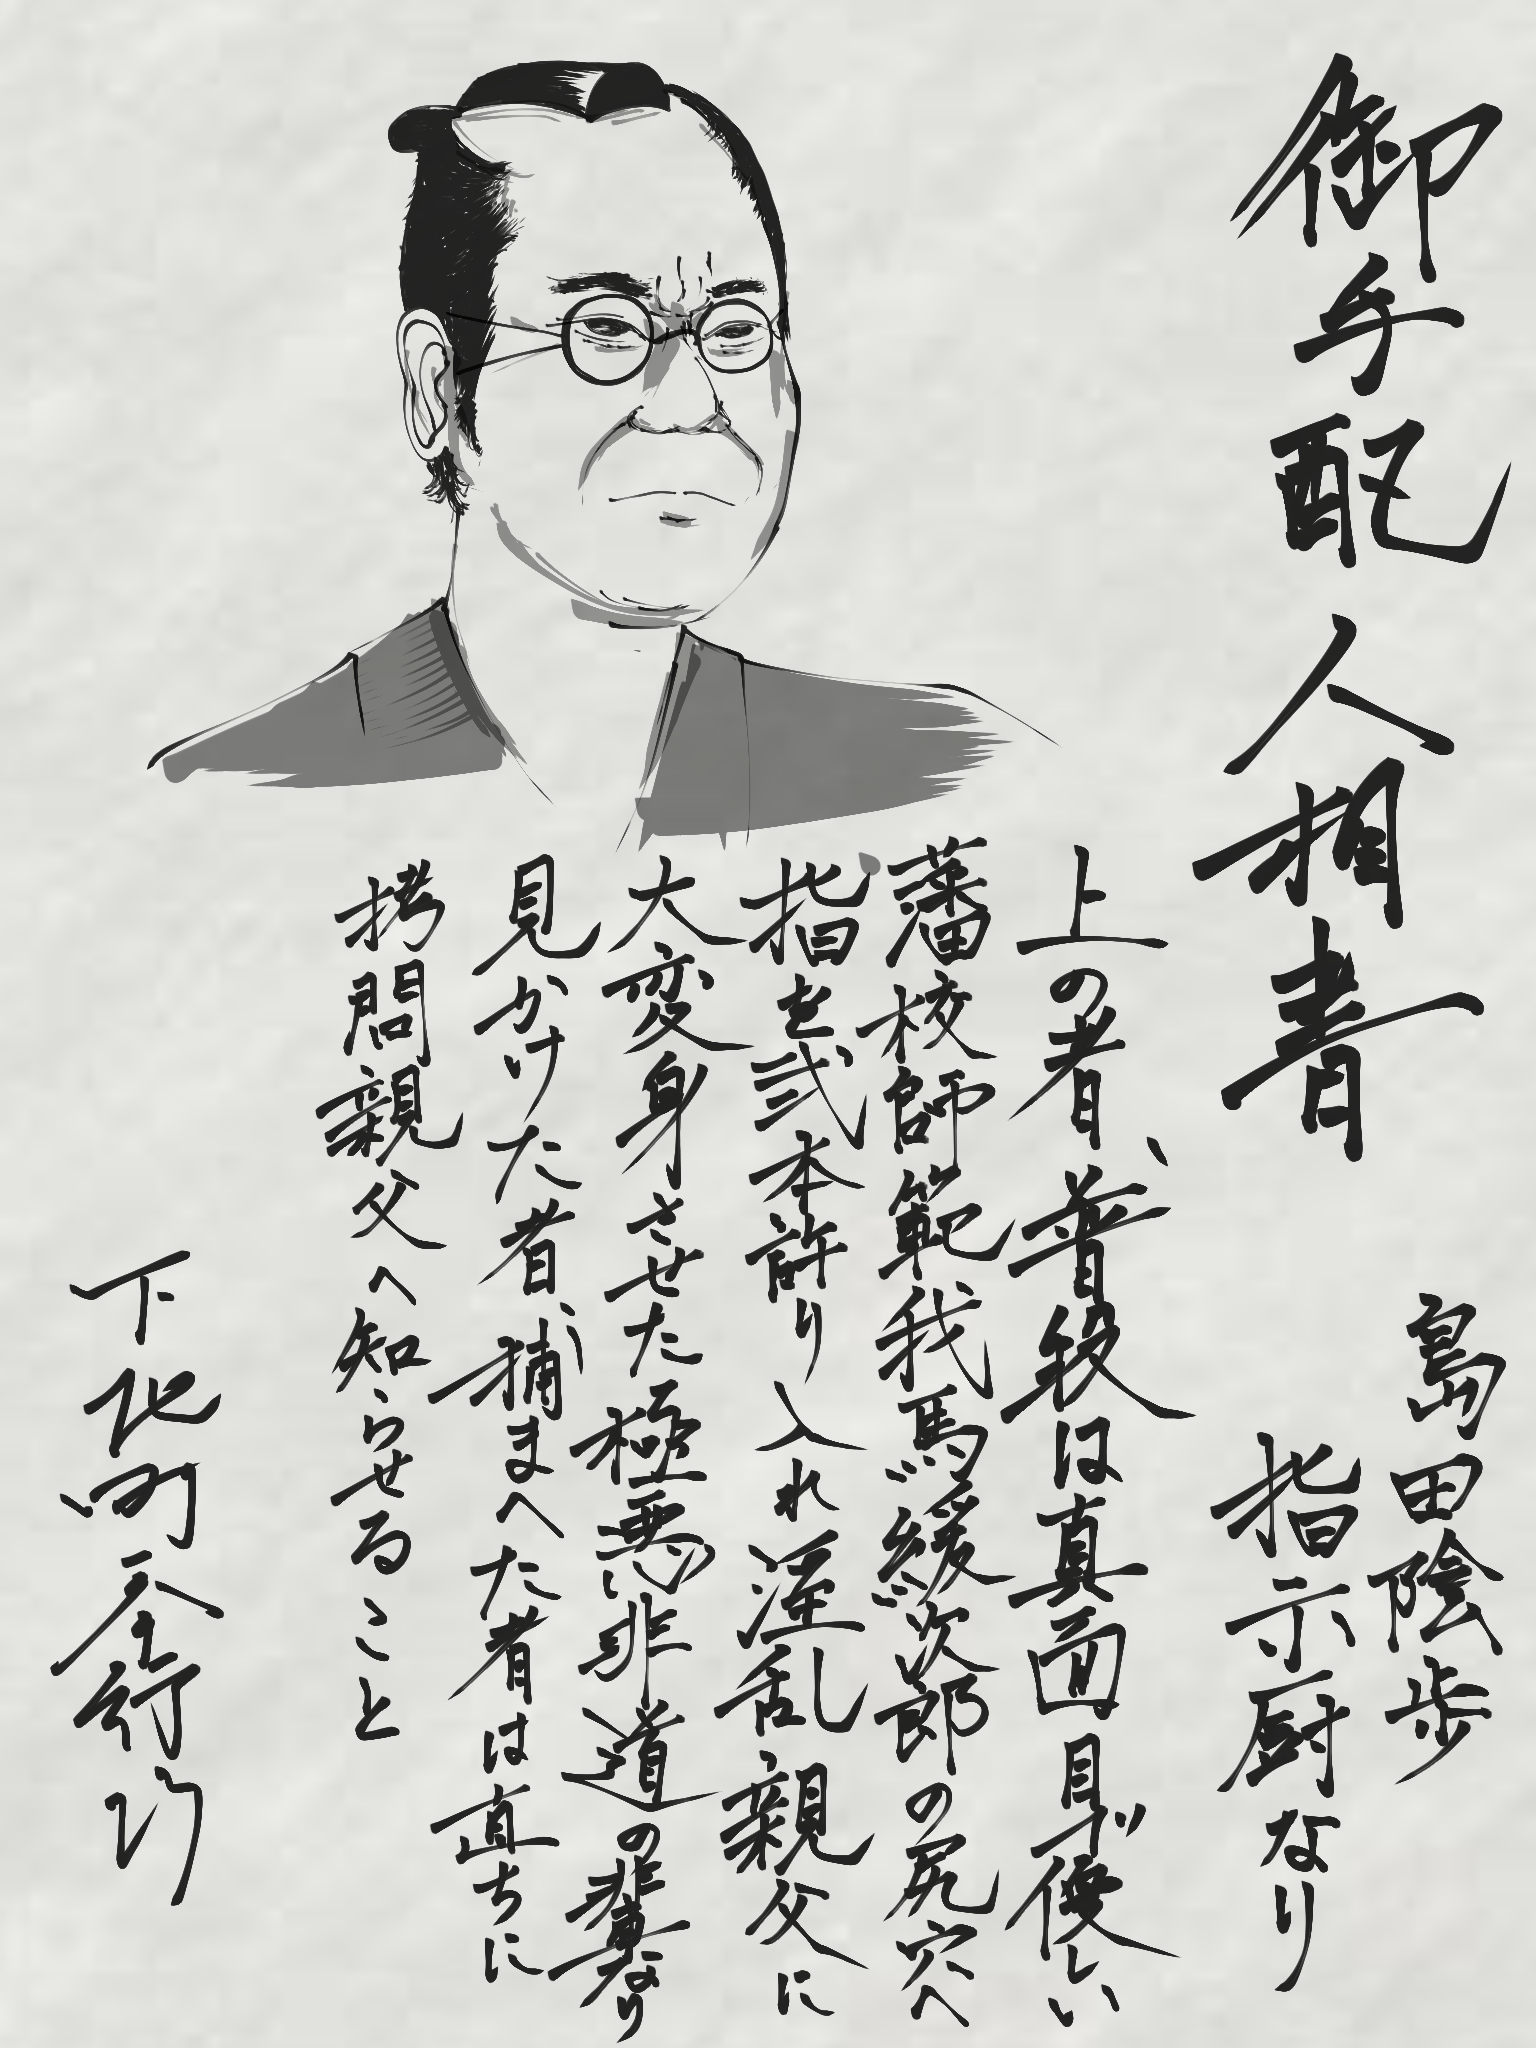 御手配人相書
島田陰歩
指示厨なり
上の者、普段は真面目で優しい
藩校師範我馬緩次郎の尻穴へ
指を弐本許り入れ淫乱親父に
大変身させた極悪非道の輩なり
見かけた者、捕まへた者は直ちに
拷問親父へ知らせること
下北町奉行所